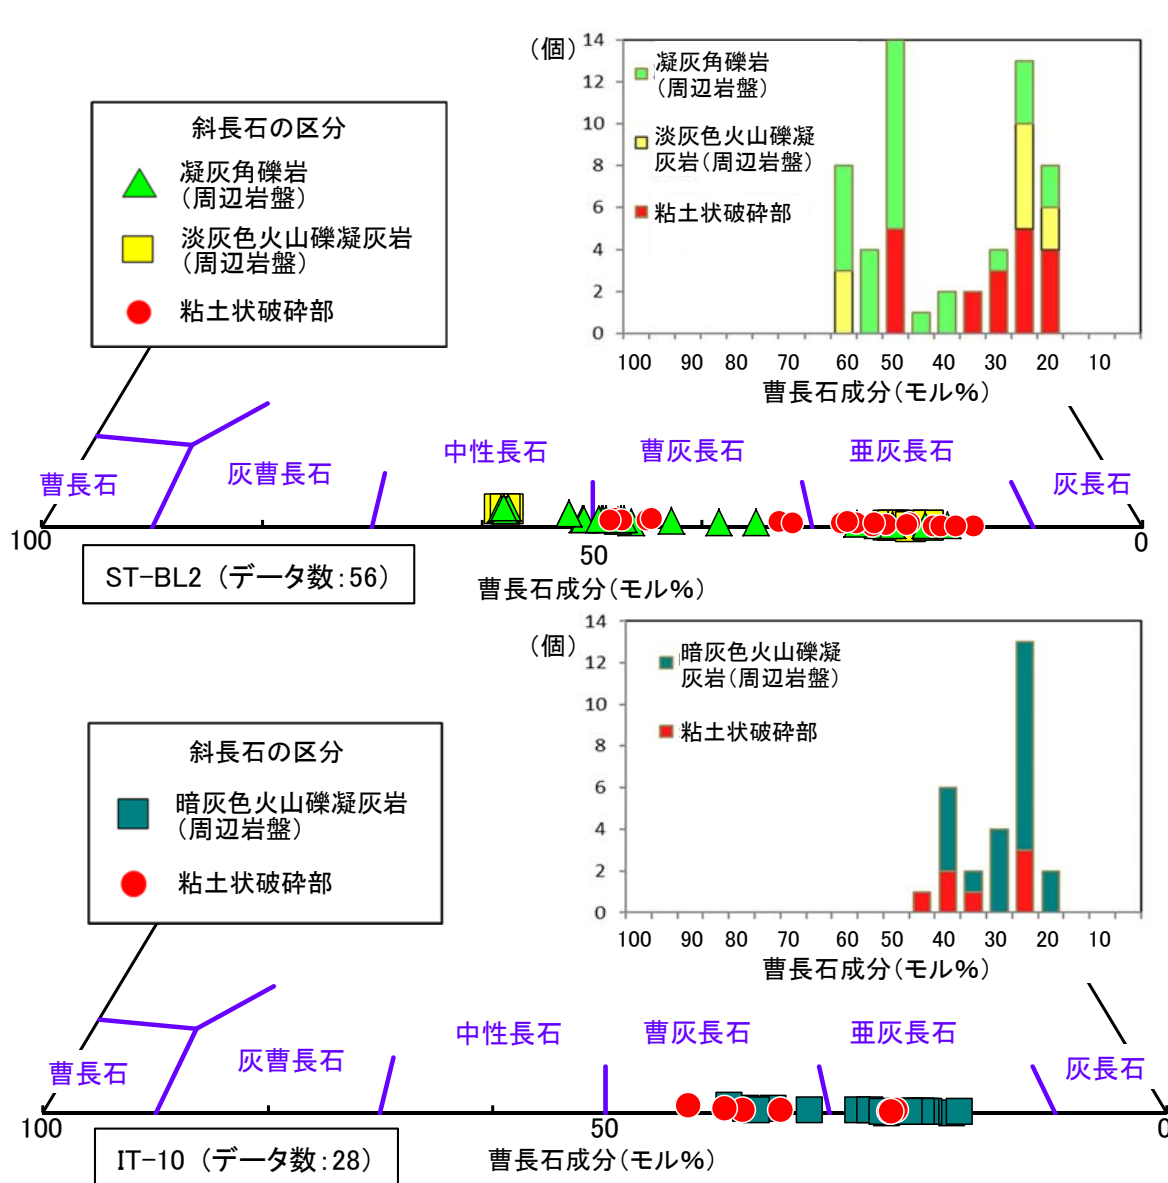 (個)
14
12
10
8
6
4
2
0
凝灰角礫岩
(周辺岩盤)
淡灰色火山礫凝
灰岩(周辺岩盤)
粘土状破砕部
100 90 80 70 60 50 40 30 20 10
曹長石成分(モル%)
斜長石の区分
凝灰角礫岩
(周辺岩盤)
淡灰色火山礫凝灰岩
(周辺岩盤)
粘土状破砕部
曹長石
灰曹長石
中性長石
曹灰長石
亜灰長石
灰長石
100
50
0
ST-BL2 (データ数:56)
曹長石成分(モル%)
(個)
14
12
10
8
6
4
2
0
暗灰色火山礫凝
灰岩(周辺岩盤)
粘土状破砕部
100 90 80 70 60 50 40 30 20 10
曹長石成分(モル%)
斜長石の区分
暗灰色火山礫凝灰岩
(周辺岩盤)
粘土状破砕部
曹長石
灰曹長石
中性長石
曹灰長石
亜灰長石
灰長石
100
50
0
IT-10 (データ数:28)
曹長石成分(モル%)